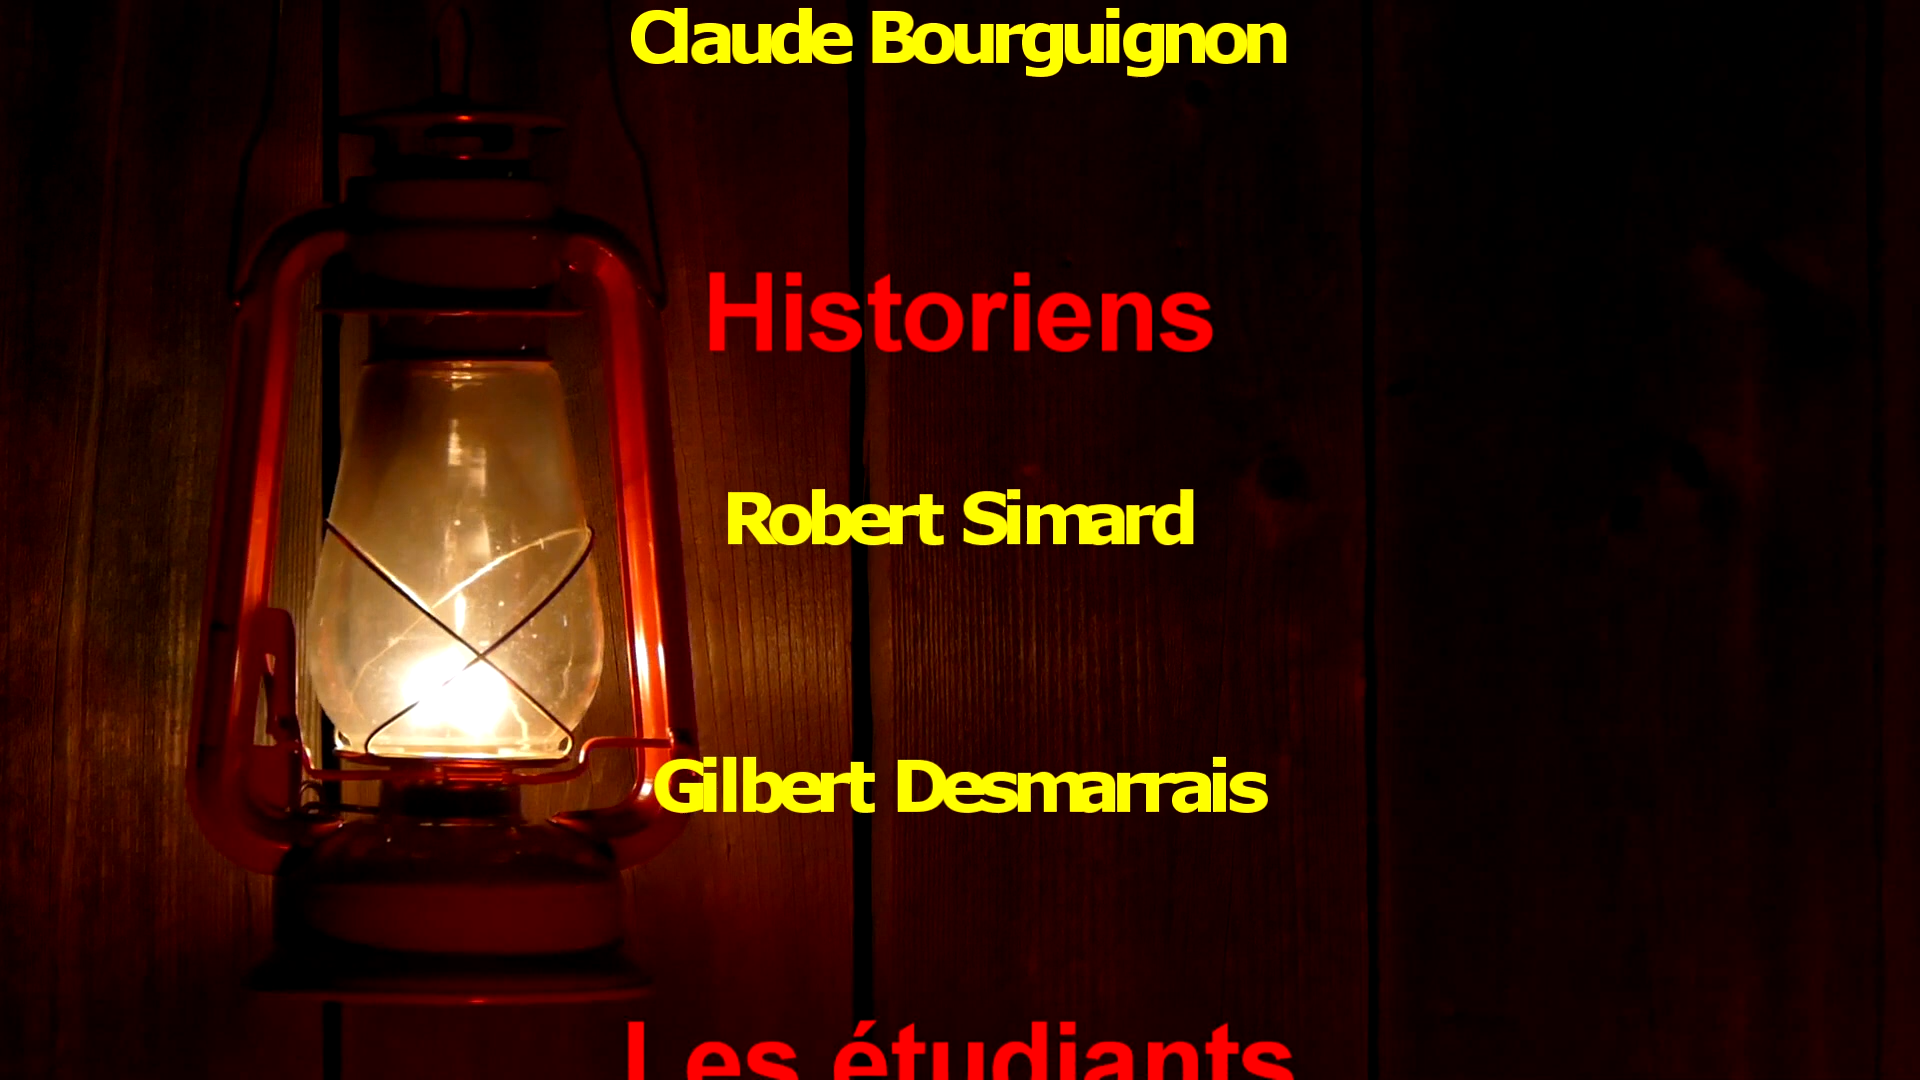 Claude Bourguignon
Historiens
Robert Simard
Gilbert Desmarrais
Les étudiants